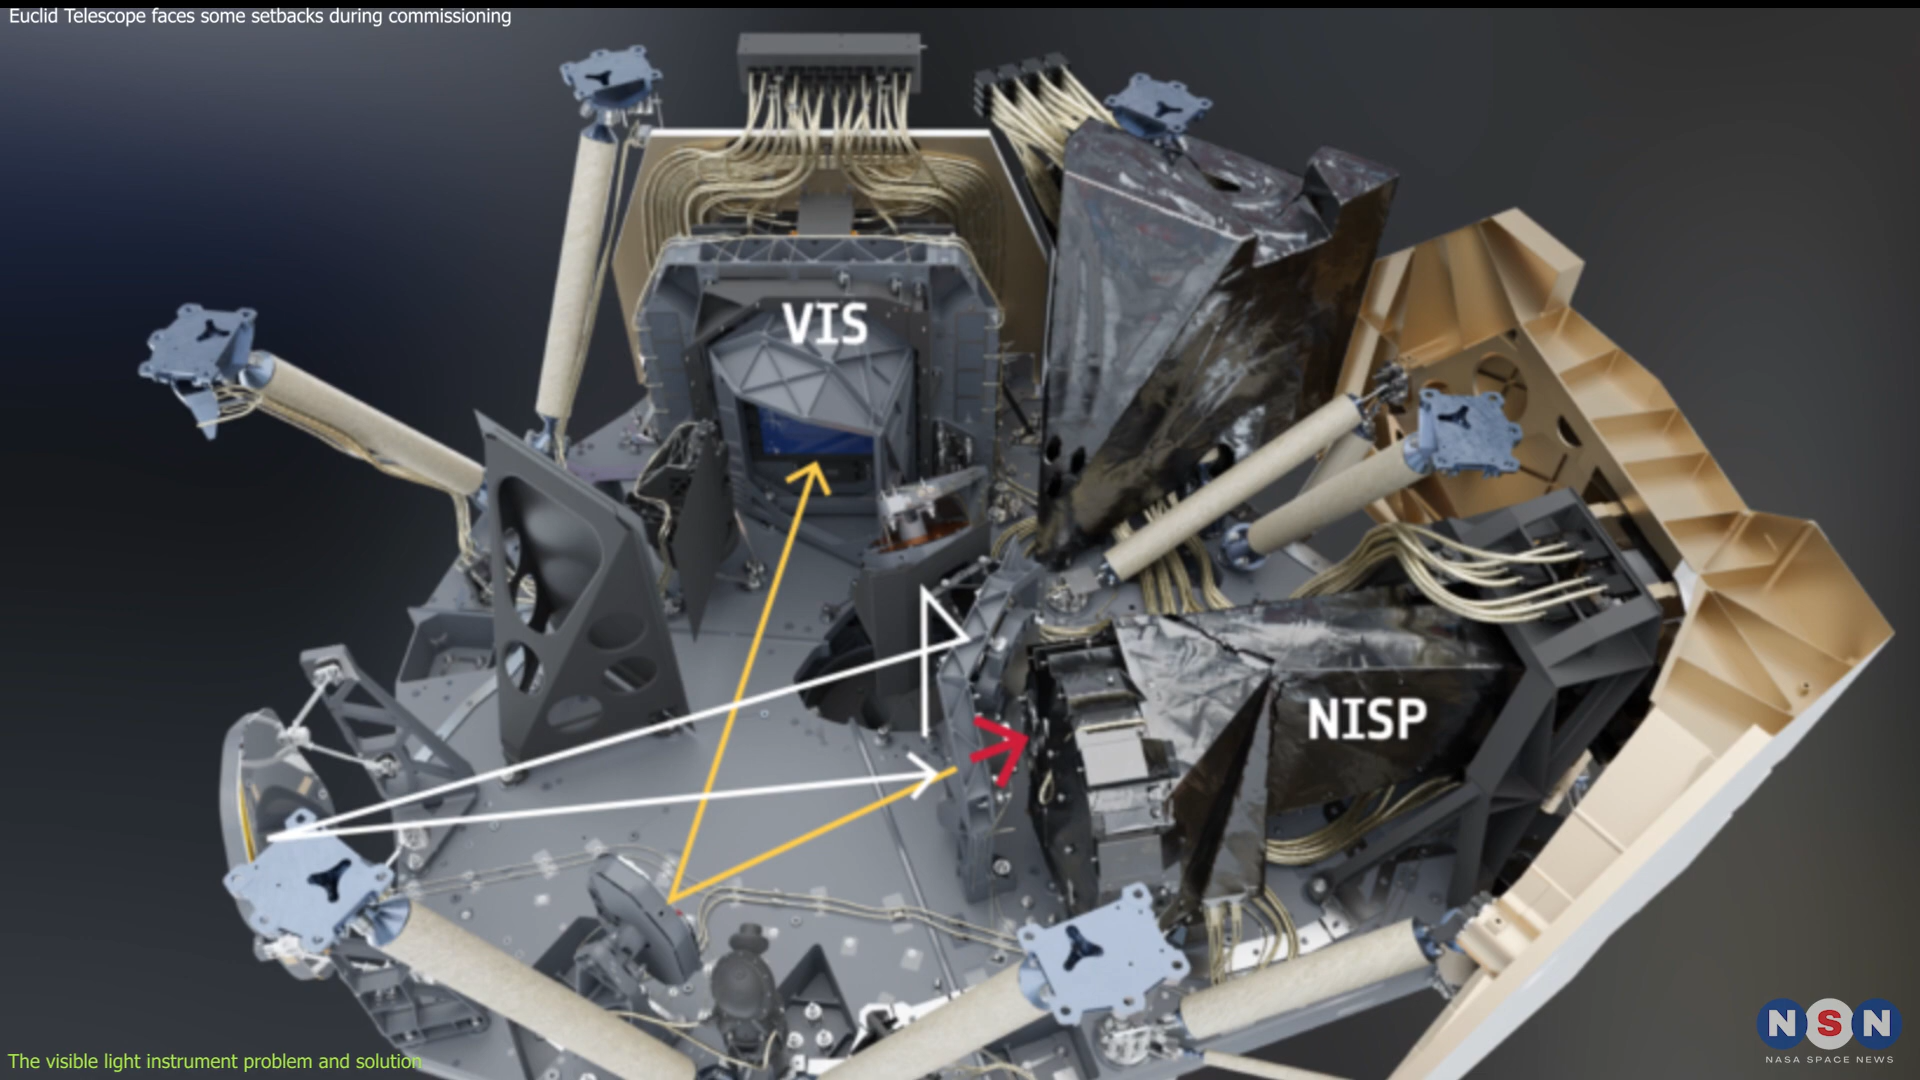 Euclid Telescope faces some setbacks during commissioning
VIS
NISP
NSN
NASA SPACE NEWS
The visible light instrument problem and solution